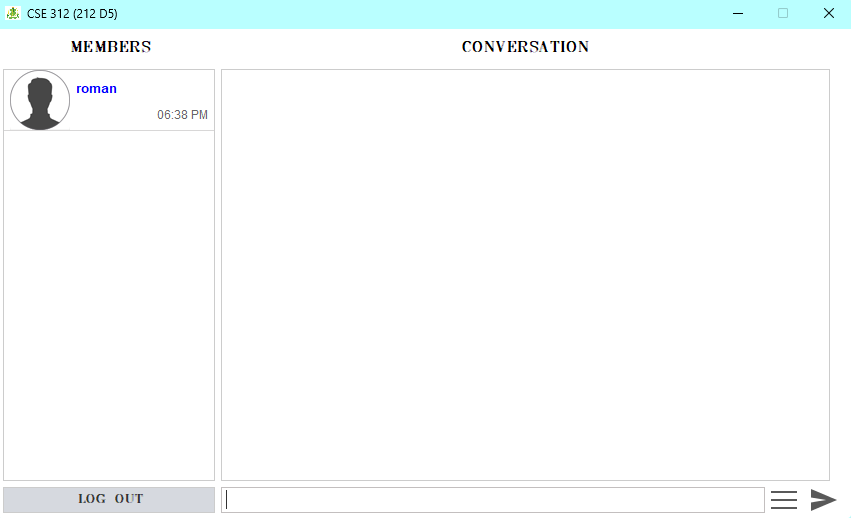 CSE 312 (212 D5)
MEMBERS
CONVERSATION
roman
06:38 PM
LOG OUT